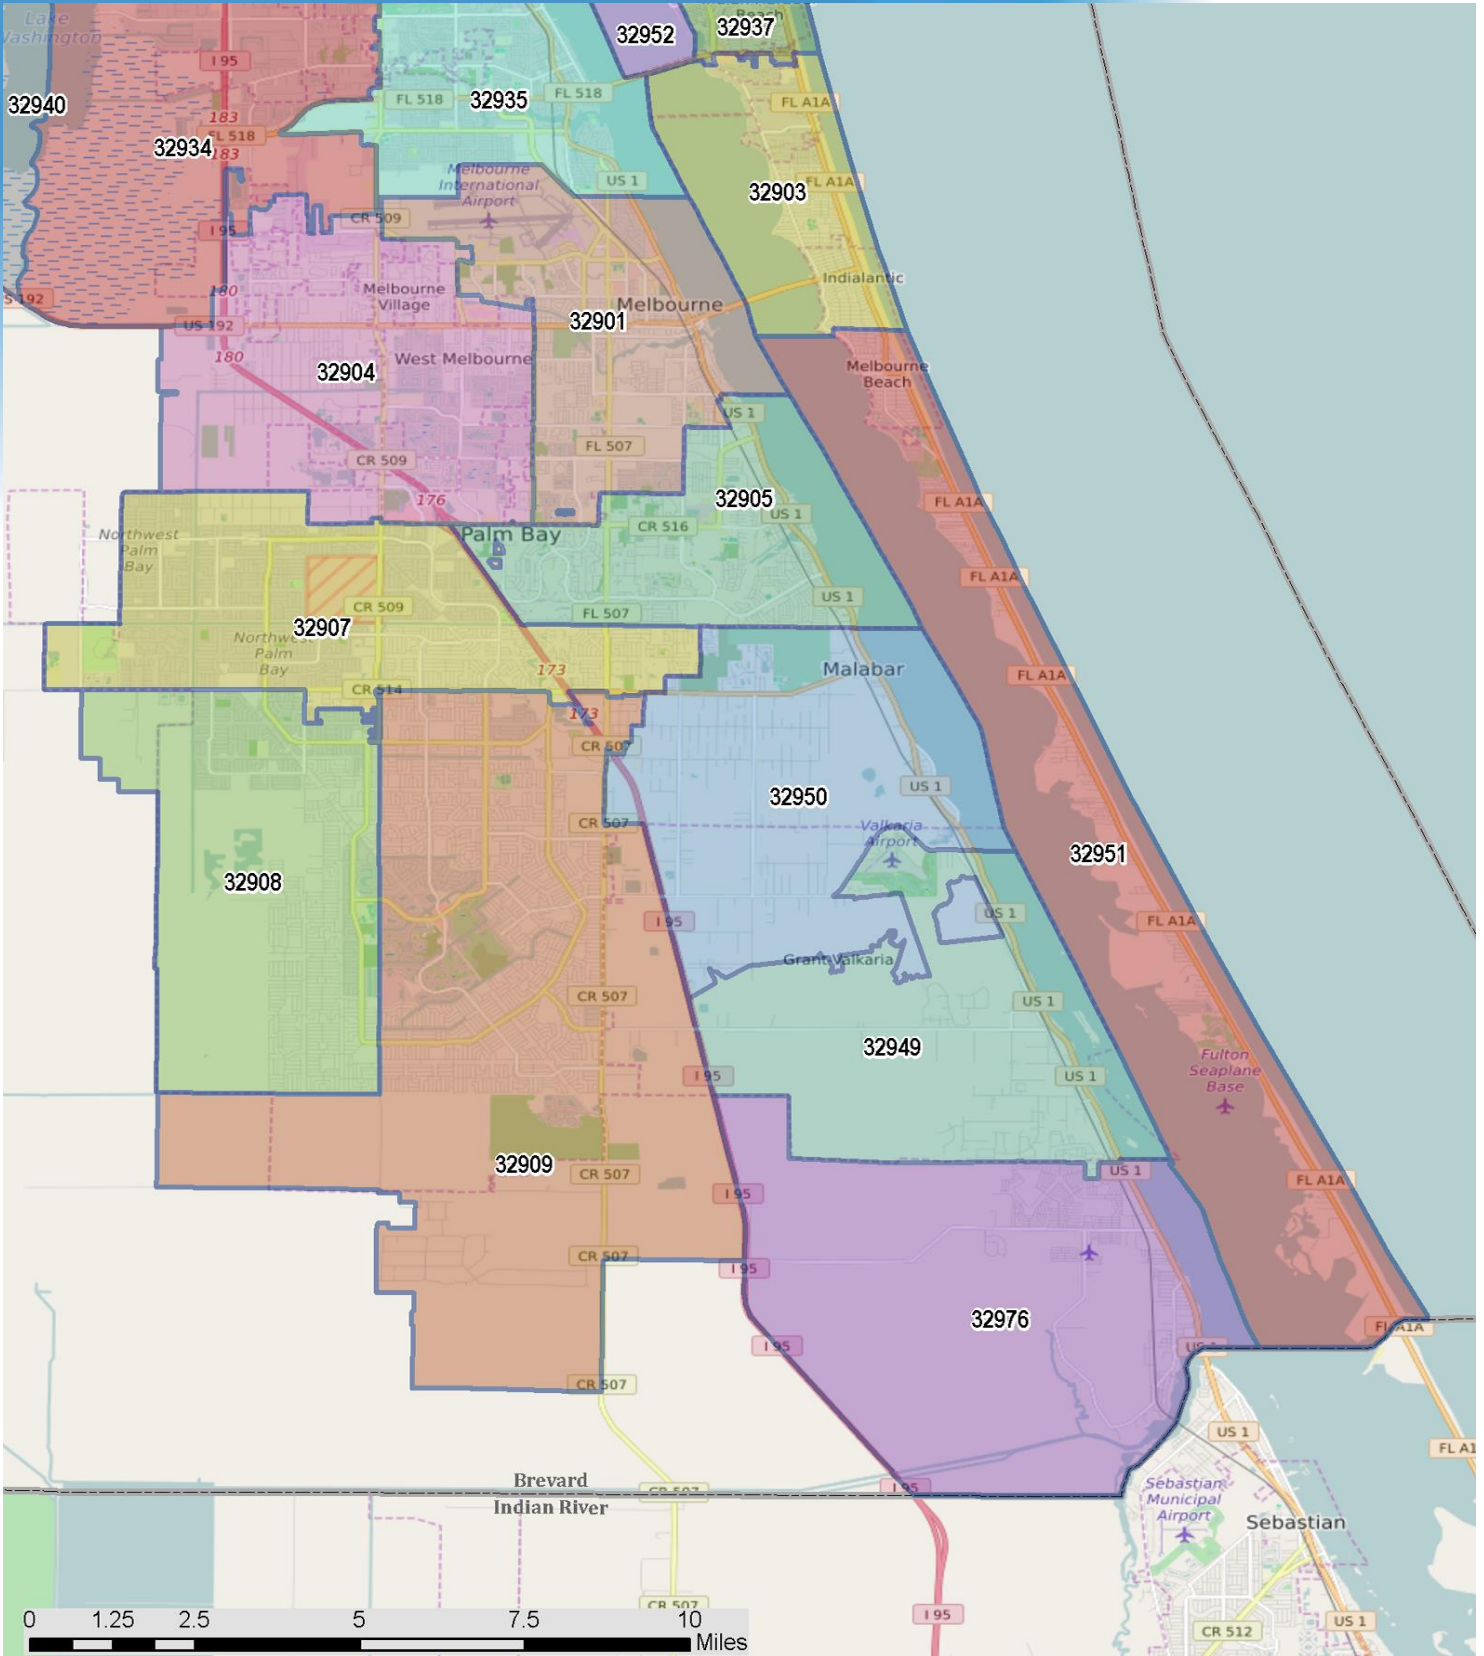 Lake
Washington
I 95
32952
32937
Beach
32940
FL 518
32935
FL 518
FL A1A
183
FL 518
32934
183
Melbourne
International
Airport
US 1
FL A1A
32903
CR 509
I 95
Indialantic
180
Melbourne
Village
Melbourne
S 192
US 192
32901
180
West Melbourne
32904
Melbourne
Beach
US 1
FL 507
CR 509
176
32905
FL A1A
US 1
CR 516
Northwest
Palm
Bay
Palm Bay
FL A1A
US 1
CR 509
FL 507
32907
Northwest
Palm
Bay
173
Malabar
FL A1A
CR 514
173
CR 507
US 1
32950
CR 507
Valkaria
Airport
32951
32908
I 95
US 1
FL A1A
Grant-Valkaria
CR 507
US 1
32949
Fulton
Seaplane
Base
I 95
US 1
32909
CR 507
US 1
I 95
FL A1A
CR 507
I 95
32976
FL A1A
I 95
US 1
CR 507
US 1
FL A1
Brevard
Indian River
CR 507
I 95
Sebastian
Municipal
Airport
Sebastian
CR 507
I 95
US 1
CR 512
0 1.25 2.5 5 7.5 10
Miles